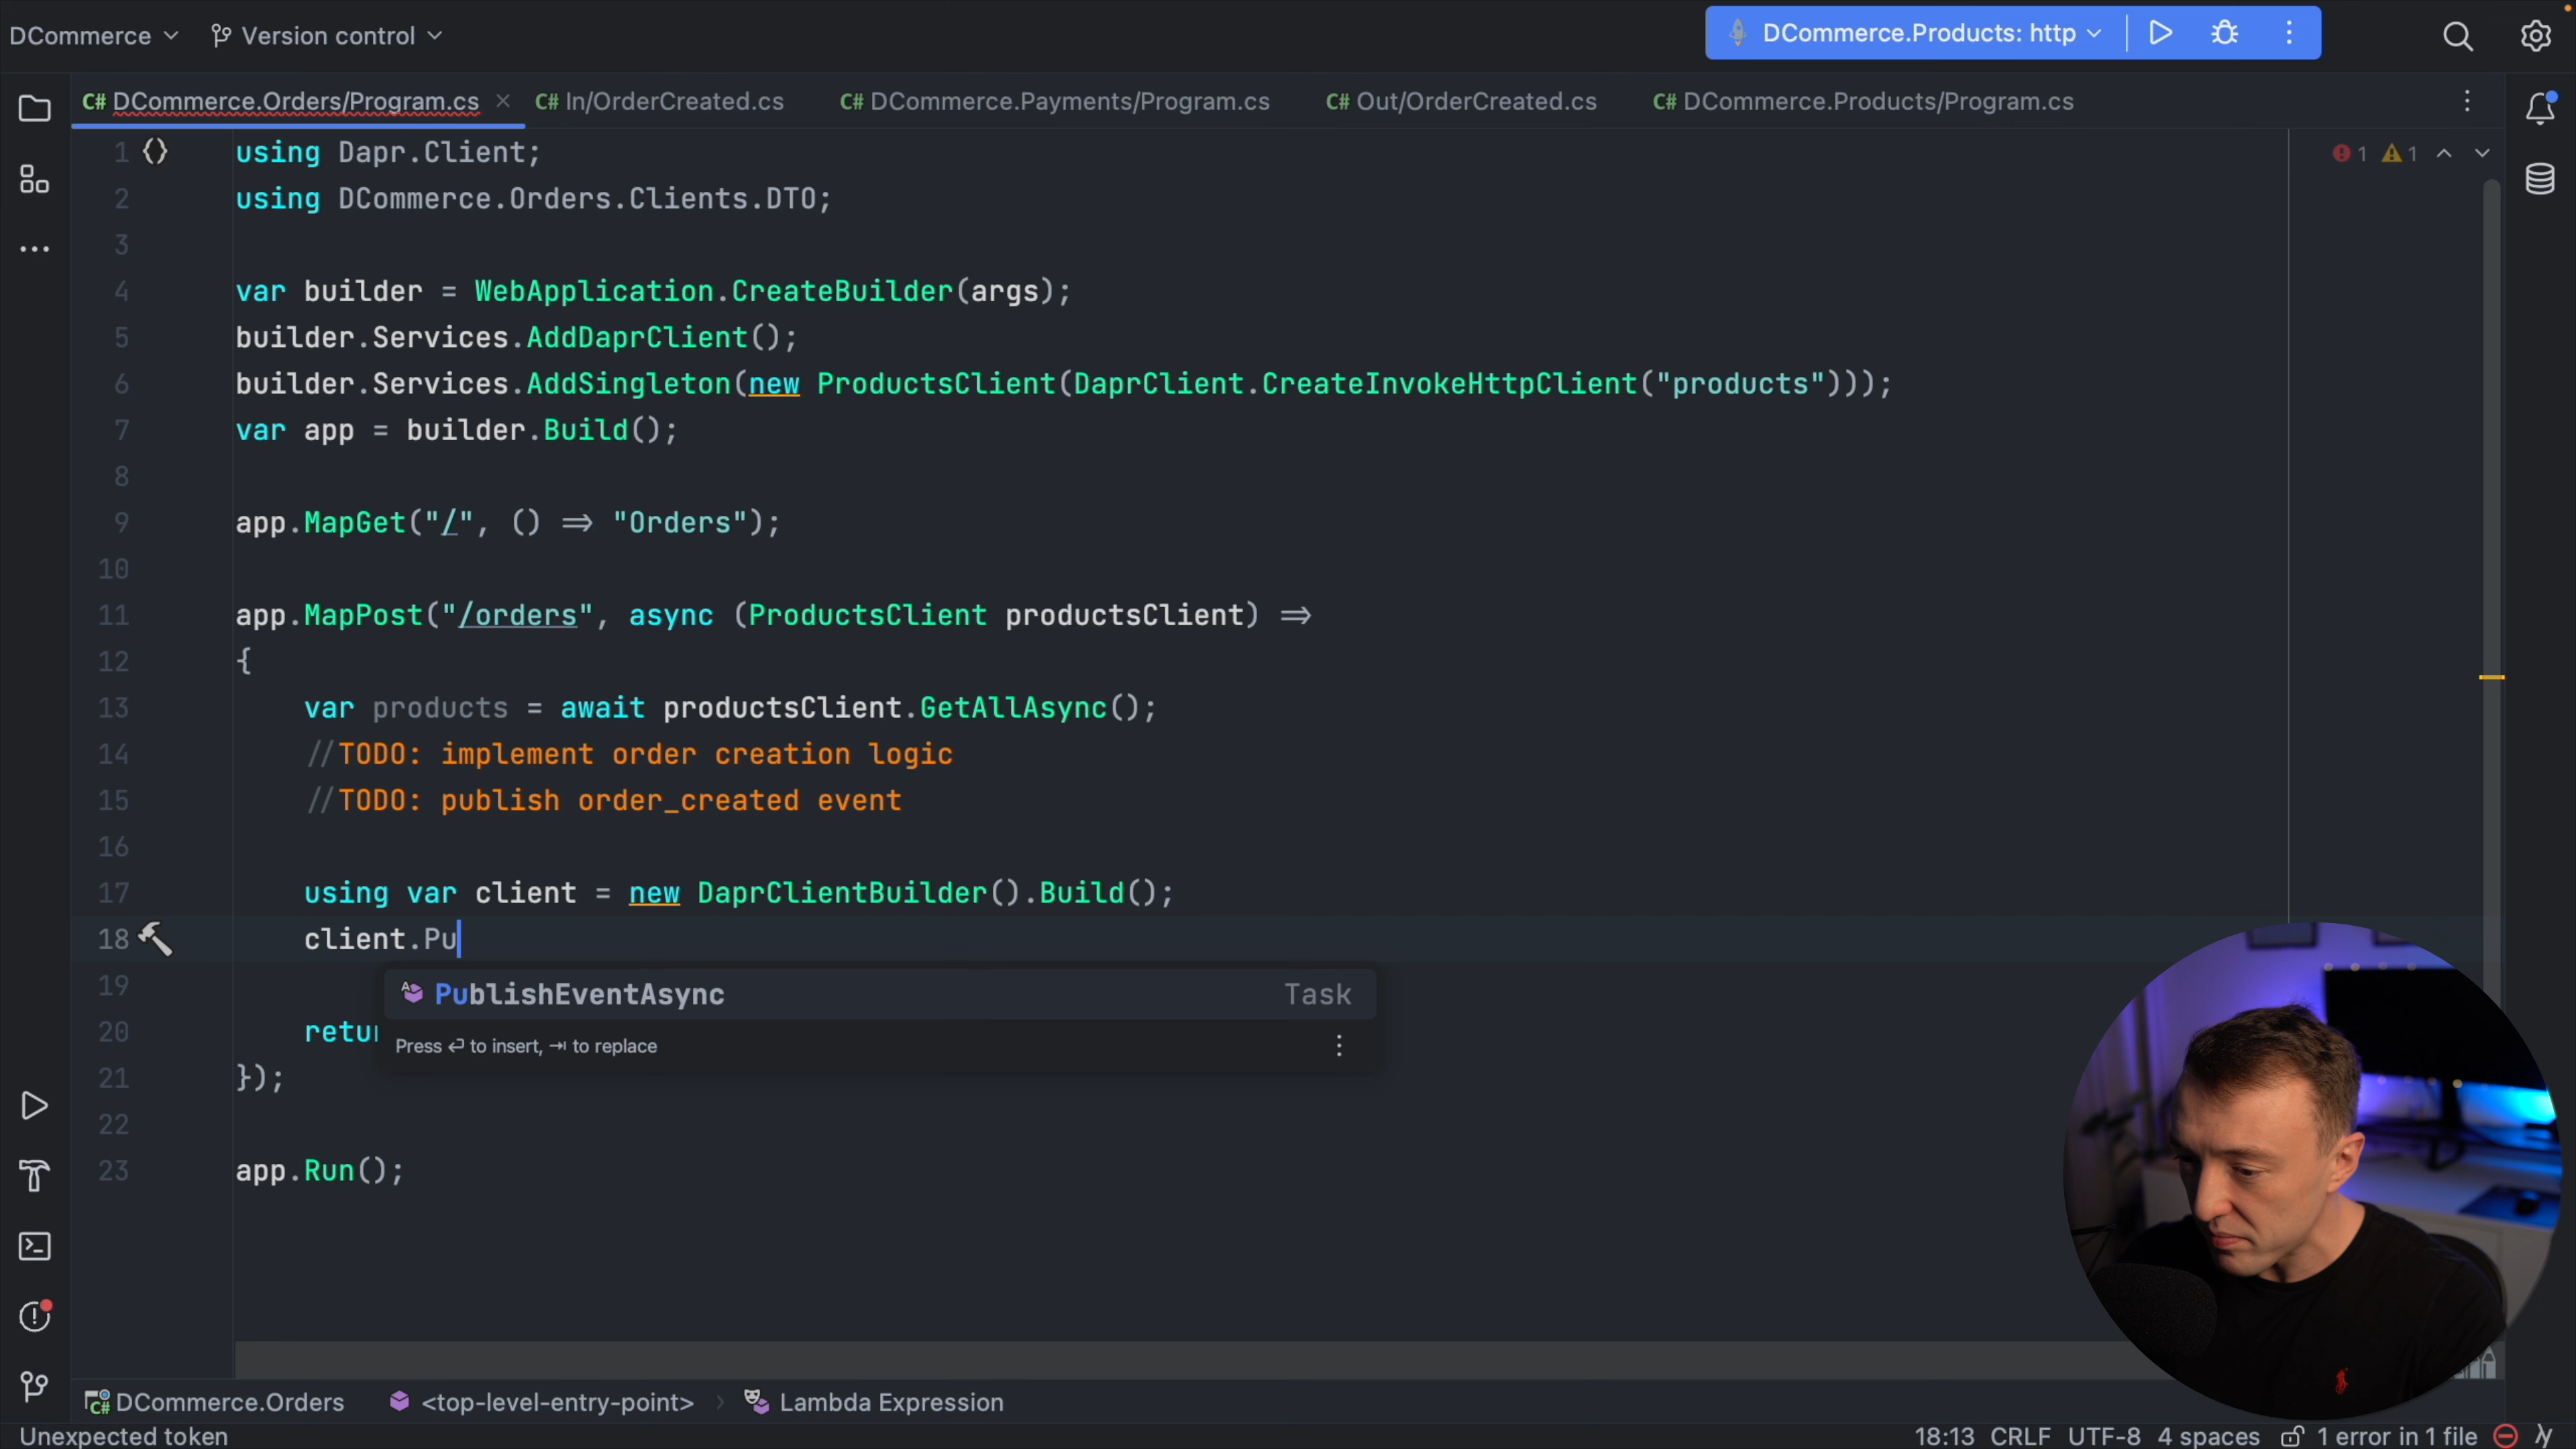 DCommerce
Version control
DCommerce.Products: http
C# DCommerce.Orders/Program.cs
C# In/OrderCreated.cs
C# DCommerce.Payments/Program.cs
C# Out/OrderCreated.cs
C# DCommerce.Products/Program.cs
1 {} using Dapr.Client;
1 1
2 using DCommerce.Orders.Clients.DTO;
3
4 var builder = WebApplication.CreateBuilder(args);
5 builder.Services.AddDaprClient();
6 builder.Services.AddSingleton(new ProductsClient(DaprClient.CreateInvokeHttpClient("products")));
7 var app = builder.Build();
8
9 app.MapGet("/", () => "Orders");
10
11 app.MapPost("/orders", async (ProductsClient productsClient) =>
12 {
13 var products = await productsClient.GetAllAsync();
14 //TODO: implement order creation logic
15 //TODO: publish order_created event
16
17 using var client = new DaprClientBuilder().Build();
18 client.Pu
19
PublishEventAsync Task
20 retur
Press ↵ to insert, ⇥ to replace
21 });
22
23 app.Run();
C# DCommerce.Orders
<top-level-entry-point>
Lambda Expression
Unexpected token
18:13 CRLF UTF-8 4 spaces 1 error in 1 file